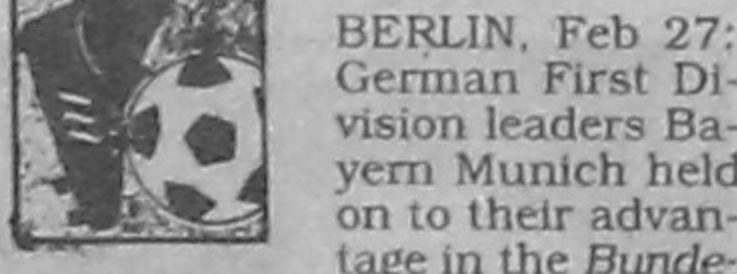 BERLIN, Feb 27:
German First Di-
vision leaders Ba-
yern Munich held
on to their advan-
tage in the Bunde-